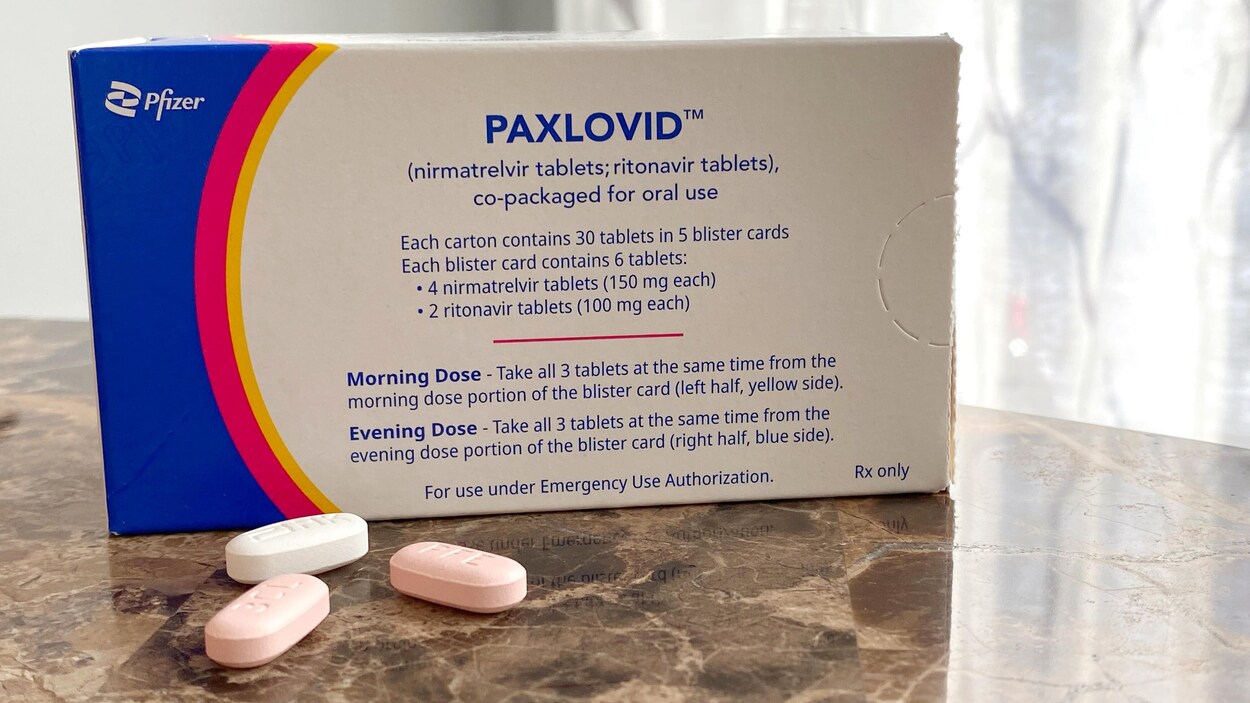 Pfizer
PAXLOVID™
(nirmatrelvir tablets; ritonavir tablets),
co-packaged for oral use
Each carton contains 30 tablets in 5 blister cards
Each blister card contains 6 tablets:
• 4 nirmatrelvir tablets (150 mg each)
• 2 ritonavir tablets (100 mg each)
Morning Dose - Take all 3 tablets at the same time from the
morning dose portion of the blister card (left half, yellow side).
Evening Dose - Take all 3 tablets at the same time from the
evening dose portion of the blister card (right half, blue side).
For use under Emergency Use Authorization.
Rx only